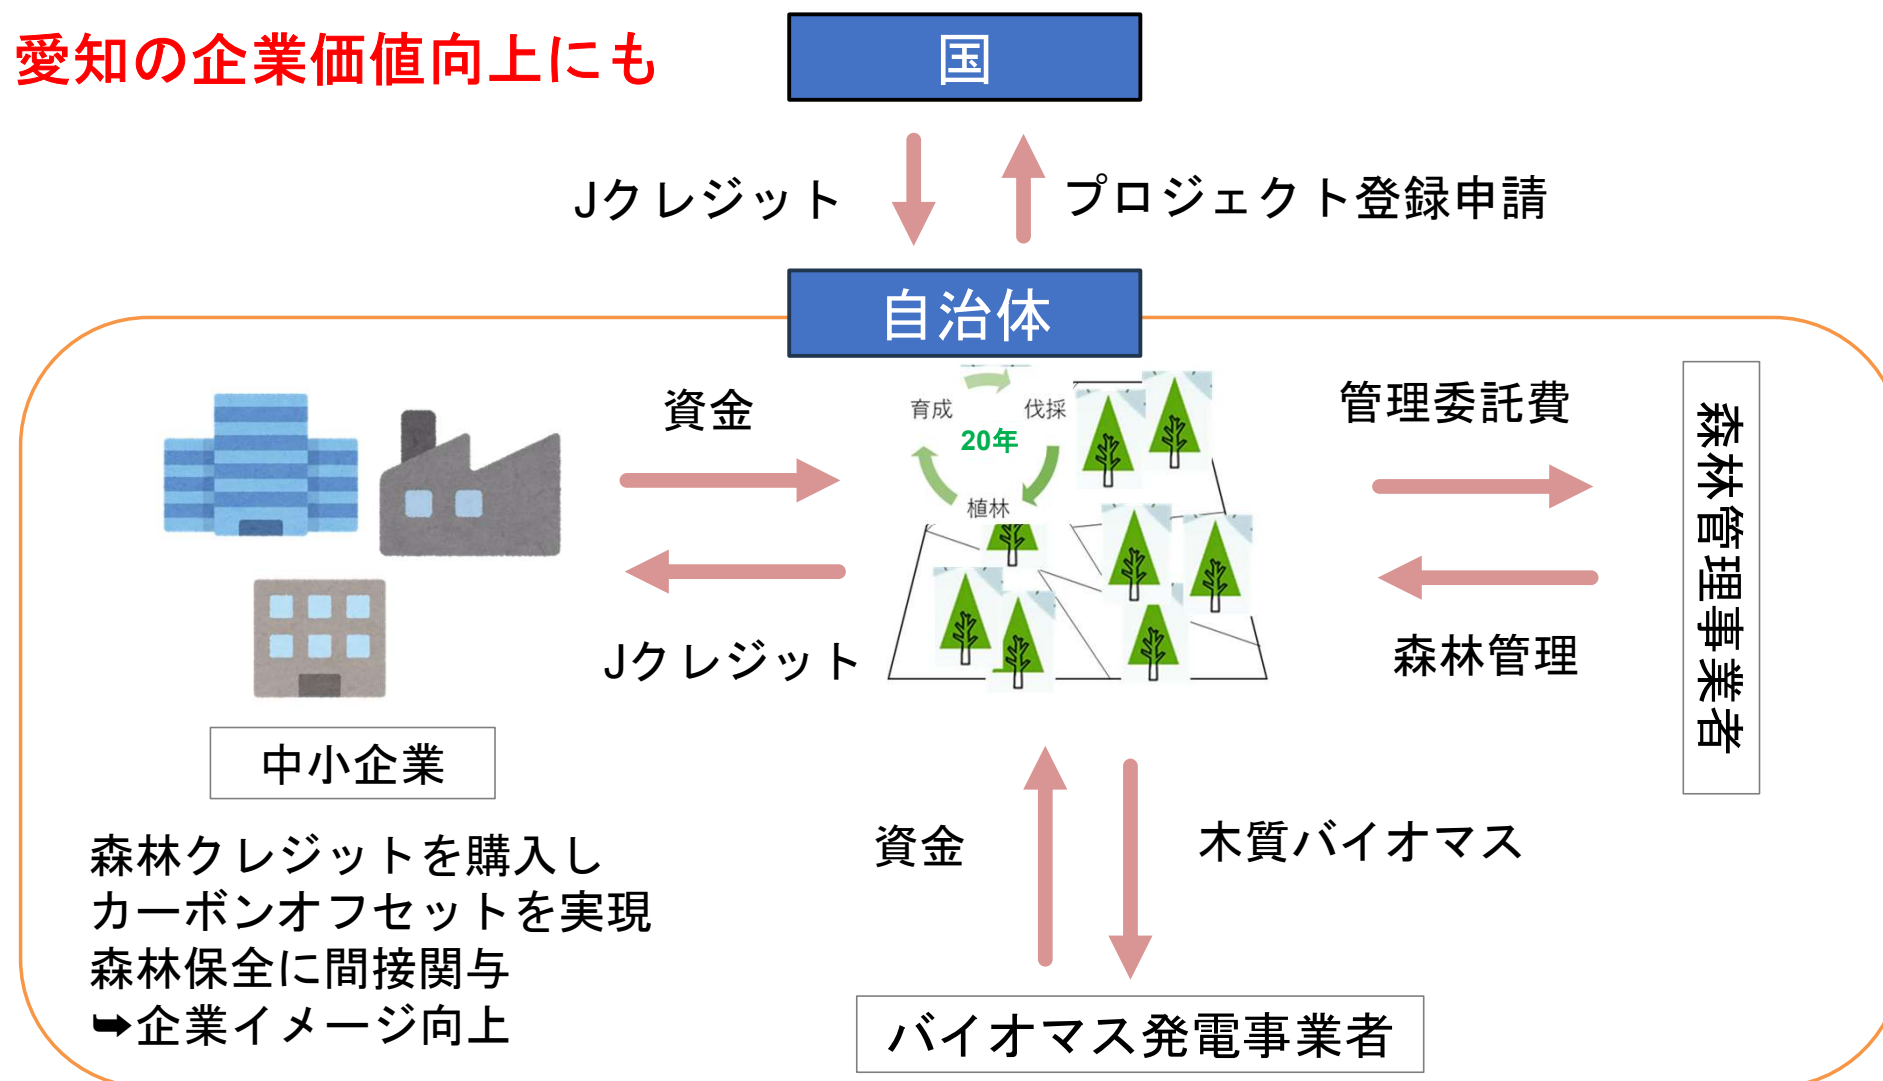 愛知の企業価値向上にも
国
Jクレジット
プロジェクト登録申請
自治体
資金
育成
伐採
20年
植林
管理委託費
森林管理事業者
Jクレジット
森林管理
中小企業
森林クレジットを購入し
カーボンオフセットを実現
森林保全に間接関与
➥企業イメージ向上
資金
木質バイオマス
バイオマス発電事業者